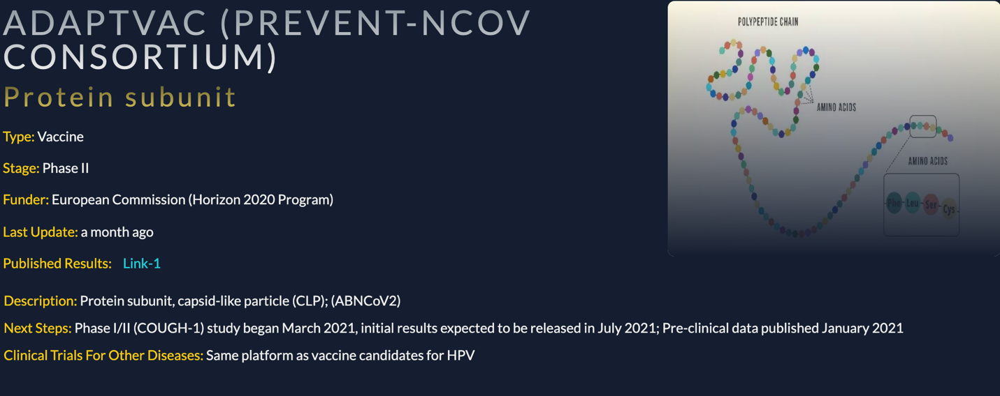 ADAPTVAC (PREVENT-NCOV
CONSORTIUM)
Protein subunit
Type: Vaccine
Stage: Phase II
Funder: European Commission (Horizon 2020 Program)
Last Update: a month ago
Published Results: Link-1
Description: Protein subunit, capsid-like particle (CLP); (ABNCoV2)
Next Steps: Phase I/II (COUGH-1) study began March 2021, initial results expected to be released in July 2021; Pre-clinical data published January 2021
Clinical Trials For Other Diseases: Same platform as vaccine candidates for HPV
POLYPEPTIDE CHAIN
AMINO ACIDS
AMINO ACIDS
Phe Leu Ser Cys